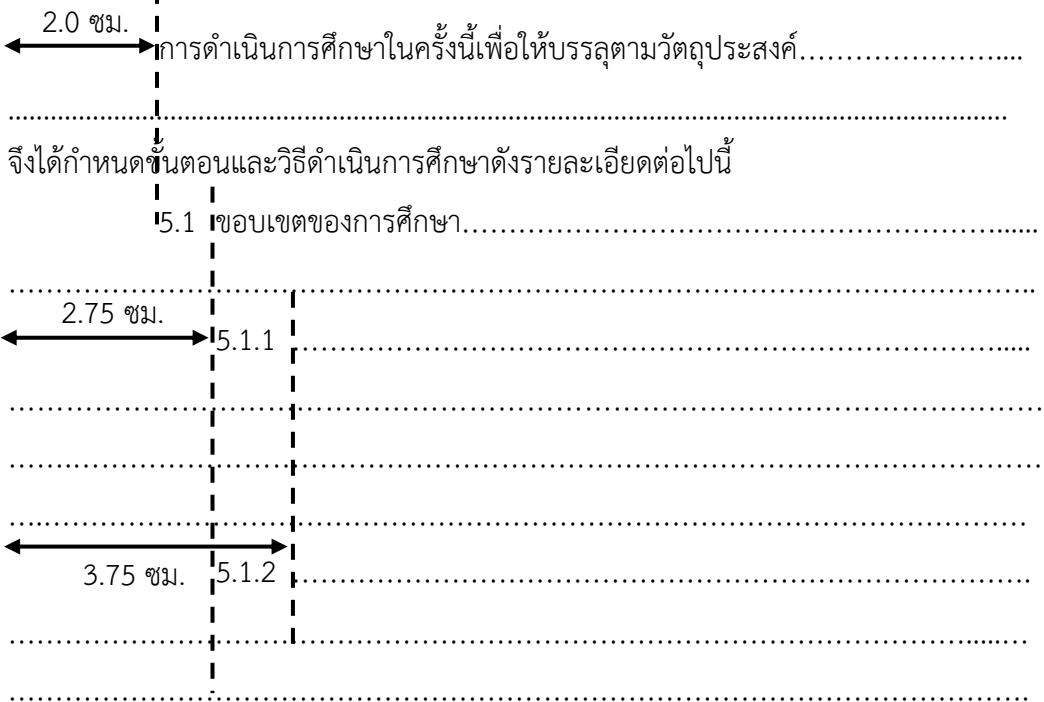 2.0 ซม.
การดำเนินการศึกษาในครั้งนี้เพื่อให้บรรลุตามวัตถุประสงค์……………………....
....................................................................................................................................................
จึงได้กำหนดขั้นตอนและวิธีดำเนินการศึกษาดังรายละเอียดต่อไปนี้
5.1 ขอบเขตของการศึกษา…………………………………………………………......
…………………………………………………………………………………………………………..
2.75 ซม.
5.1.1 …………………………………………………………………………….....
……………………………………………………………………………………………………………
……………………………………………………………………………………………………………
….………………………………………………………………………………………………………
3.75 ซม.
5.1.2 …………………………………………………………………………….
……………………………………………………………………………………………………....…
………………………………………………………………………………………………………….